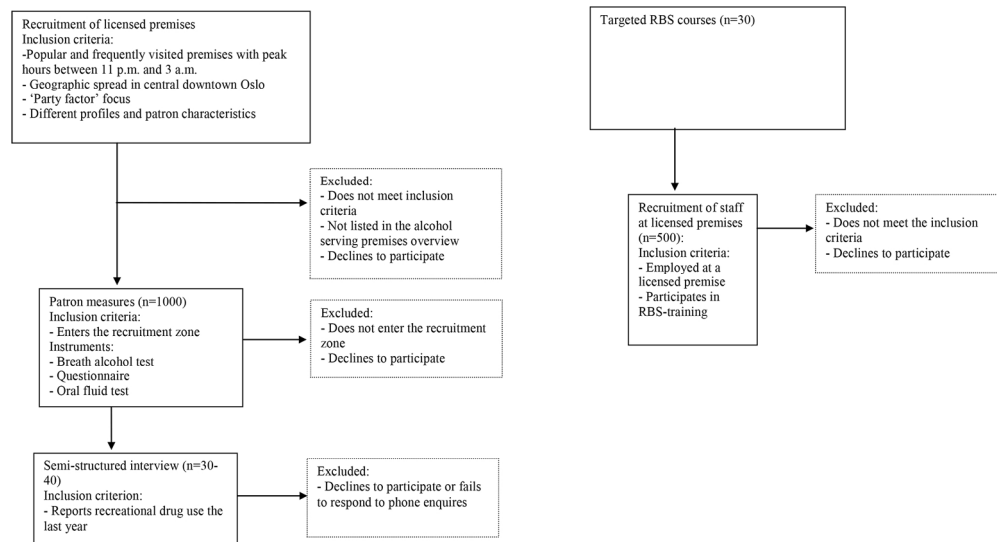 Recruitment of licensed premises
Inclusion criteria:
-Popular and frequently visited premises with peak
hours between 11 p.m. and 3 a.m.
- Geographic spread in central downtown Oslo
- ‘Party factor’ focus
- Different profiles and patron characteristics
Excluded:
- Does not meet inclusion
criteria
- Not listed in the alcohol
serving premises overview
- Declines to participate
Patron measures (n=1000)
Inclusion criteria:
- Enters the recruitment zone
Instruments:
- Breath alcohol test
- Questionnaire
- Oral fluid test
Excluded:
- Does not enter the recruitment
zone
- Declines to participate
Semi-structured interview (n=30-
40)
Inclusion criterion:
- Reports recreational drug use the
last year
Excluded:
- Declines to participate or fails
to respond to phone enquires
Targeted RBS courses (n=30)
Recruitment of staff
at licensed premises
(n=500):
Inclusion criteria:
- Employed at a
licensed premise
- Participates in
RBS-training
Excluded:
- Does not meet the inclusion
criteria
- Declines to participate